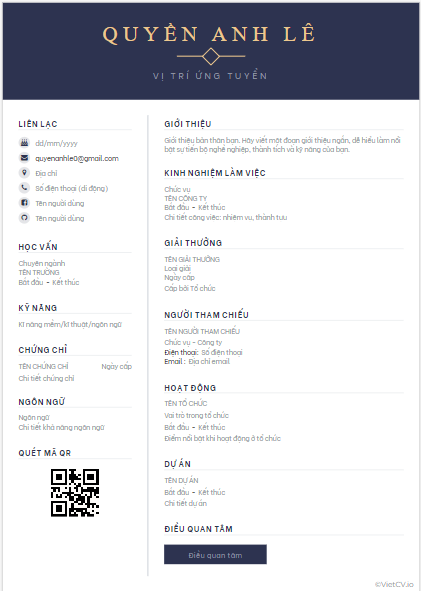 QUYỀN ANH LÊ
VỊ TRÍ ỨNG TUYỂN
LIÊN LẠC
dd/mm/yyyy
quyenanhle0@gmail.com
Địa chỉ
Số điện thoại (di động)
Tên người dùng
Tên người dùng
HỌC VẤN
Chuyên ngành
TÊN TRƯỜNG
Bắt đầu - Kết thúc
KỸ NĂNG
Kĩ năng mềm/kĩ thuật/ngôn ngữ
CHỨNG CHỈ
TÊN CHỨNG CHỈ Ngày cấp
Chi tiết chứng chỉ
NGÔN NGỮ
Ngôn ngữ
Chi tiết khả năng ngôn ngữ
QUÉT MÃ QR
GIỚI THIỆU
Giới thiệu bản thân bạn. Hãy viết một đoạn giới thiệu ngắn, dễ hiểu làm nổi
bật sự tiến bộ nghề nghiệp, thành tích và kỹ năng của bạn.
KINH NGHIỆM LÀM VIỆC
Chức vụ
TÊN CÔNG TY
Bắt đầu - Kết thúc
Chi tiết công việc: nhiệm vụ, thành tựu
GIẢI THƯỞNG
TÊN GIẢI THƯỞNG
Loại giải
Ngày cấp
Cấp bởi Tổ chức
NGƯỜI THAM CHIẾU
TÊN NGƯỜI THAM CHIẾU
Chức vụ - Công ty
Điện thoại: Số điện thoại
Email : Địa chỉ email
HOẠT ĐỘNG
TÊN TỔ CHỨC
Vai trò trong tổ chức
Bắt đầu - Kết thúc
Điểm nổi bật khi hoạt động ở tổ chức
DỰ ÁN
TÊN DỰ ÁN
Bắt đầu - Kết thúc
Chi tiết dự án
ĐIỀU QUAN TÂM
Điều quan tâm
©VietCV.io